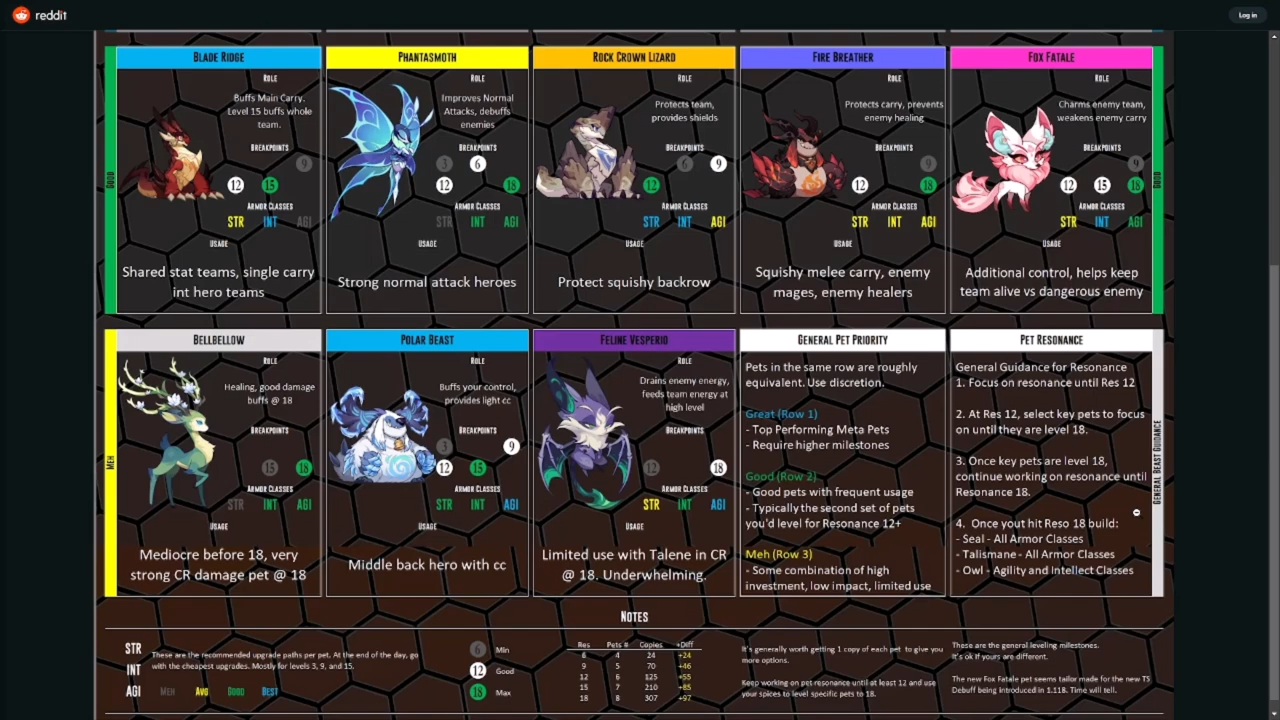 reddit
Log in
BLADE RIDGE
ROLE
Buffs Main Carry.
Level 15 buffs whole
team.
BREAKPOINTS
9
12 15
ARMOR CLASSES
STR INT AGI
USAGE
Shared stat teams, single carry
int hero teams
PHANTASMOTH
ROLE
Improves Normal
Attacks, debuffs
enemies
BREAKPOINTS
3 6
12 18
ARMOR CLASSES
STR INT AGI
USAGE
Strong normal attack heroes
ROCK CROWN LIZARD
ROLE
Protects team,
provides shields
BREAKPOINTS
6 9
12
ARMOR CLASSES
STR INT AGI
USAGE
Protect squishy backrow
FIRE BREATHER
ROLE
Protects carry, prevents
enemy healing
BREAKPOINTS
9
12 18
ARMOR CLASSES
STR INT AGI
USAGE
Squishy melee carry, enemy
mages, enemy healers
FOX FATALE
ROLE
Charms enemy team,
weakens enemy carry
BREAKPOINTS
9
12 15 18
ARMOR CLASSES
STR INT AGI
USAGE
Additional control, helps keep
team alive vs dangerous enemy
GOOD
GOOD
BELLBELLOW
ROLE
Healing, good damage
buffs @ 18
BREAKPOINTS
15 18
ARMOR CLASSES
STR INT AGI
USAGE
Mediocre before 18, very
strong CR damage pet @ 18
POLAR BEAST
ROLE
Buffs your control,
provides light cc
BREAKPOINTS
3 9
12 15
ARMOR CLASSES
STR INT AGI
USAGE
Middle back hero with cc
FELINE VESPERIO
ROLE
Drains enemy energy,
feeds team energy at
high level
BREAKPOINTS
12 18
ARMOR CLASSES
STR INT AGI
USAGE
Limited use with Talene in CR
@ 18. Underwhelming.
GENERAL PET PRIORITY
Pets in the same row are roughly
equivalent. Use discretion.
Great (Row 1)
- Top Performing Meta Pets
- Require higher milestones
Good (Row 2)
- Good pets with frequent usage
- Typically the second set of pets
you'd level for Resonance 12+
Meh (Row 3)
- Some combination of high
investment, low impact, limited use
PET RESONANCE
General Guidance for Resonance
1. Focus on resonance until Res 12
2. At Res 12, select key pets to focus
on until they are level 18.
3. Once key pets are level 18,
continue working on resonance until
Resonance 18.
4. Once yout hit Reso 18 build:
- Seal - All Armor Classes
- Talismane - All Armor Classes
- Owl - Agility and Intellect Classes
MEH
GENERAL BEAST GUIDANCE
NOTES
STR
INT
AGI
These are the recommended upgrade paths per pet. At the end of the day, go
with the cheapest upgrades. Mostly for levels 3, 9, and 15.
MEH AVG GOOD BEST
6 Min
12 Good
18 Max
Res Pets # Copies +Diff
6 4 24 +24
9 5 70 +46
12 6 125 +55
15 7 210 +85
18 8 307 +97
It's generally worth getting 1 copy of each pet to give you
more options.
Keep working on pet resonance until at least 12 and use
your spices to level specific pets to 18.
These are the general leveling milestones.
It's ok if yours are different.
The new Fox Fatale pet seems tailor made for the new TS
Debuff being introduced in 1.118. Time will tell.